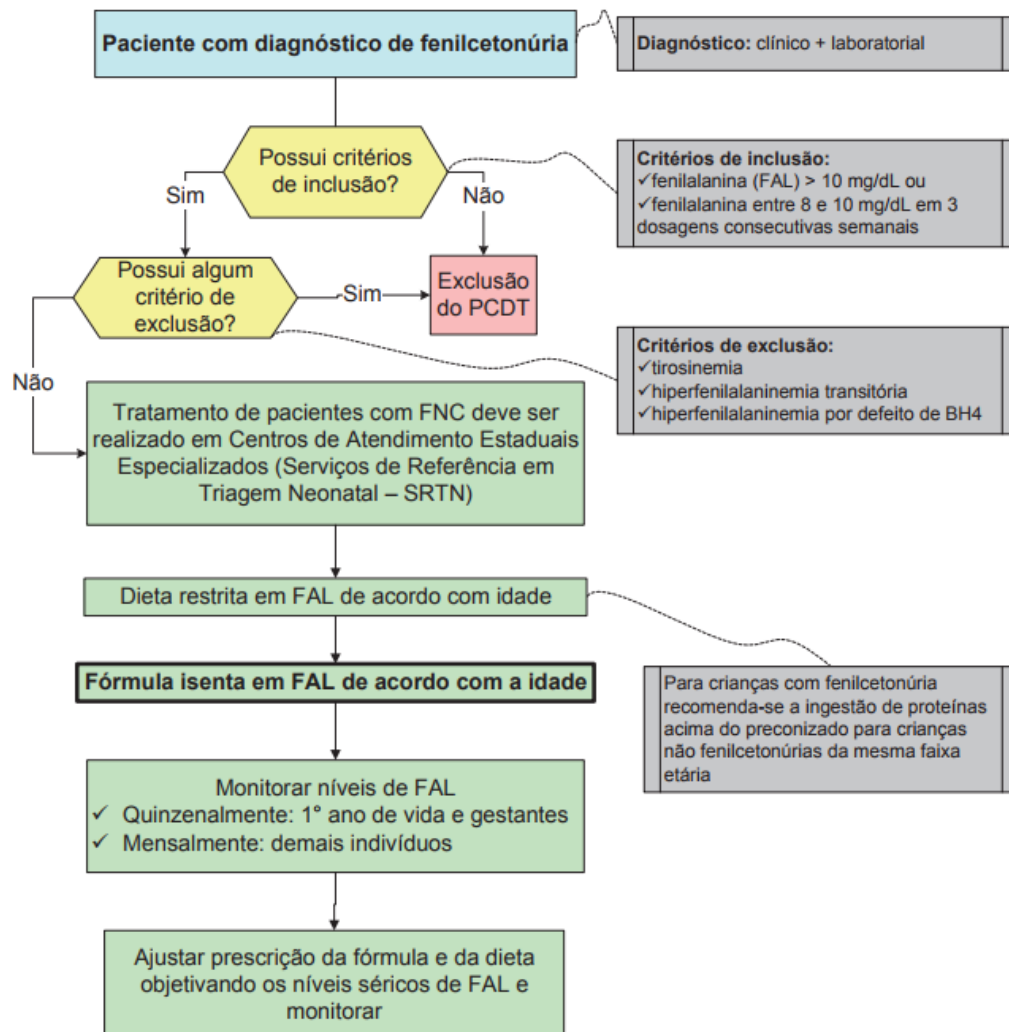 Paciente com diagnóstico de fenilcetonúria
Diagnóstico: clínico + laboratorial
Possui critérios
de inclusão?
Sim
Não
Critérios de inclusão:
✓fenilalanina (FAL) > 10 mg/dL ou
✓fenilalanina entre 8 e 10 mg/dL em 3
dosagens consecutivas semanais
Possui algum
critério de
exclusão?
Sim
Exclusão
do PCDT
Não
Critérios de exclusão:
✓tirosinemia
✓hiperfenilalaninemia transitória
✓hiperfenilalaninemia por defeito de BH4
Tratamento de pacientes com FNC deve ser
realizado em Centros de Atendimento Estaduais
Especializados (Serviços de Referência em
Triagem Neonatal – SRTN)
Dieta restrita em FAL de acordo com idade
Fórmula isenta em FAL de acordo com a idade
Para crianças com fenilcetonúria
recomenda-se a ingestão de proteínas
acima do preconizado para crianças
não fenilcetonúrias da mesma faixa
etária
Monitorar níveis de FAL
✓ Quinzenalmente: 1° ano de vida e gestantes
✓ Mensalmente: demais indivíduos
Ajustar prescrição da fórmula e da dieta
objetivando os níveis séricos de FAL e
monitorar